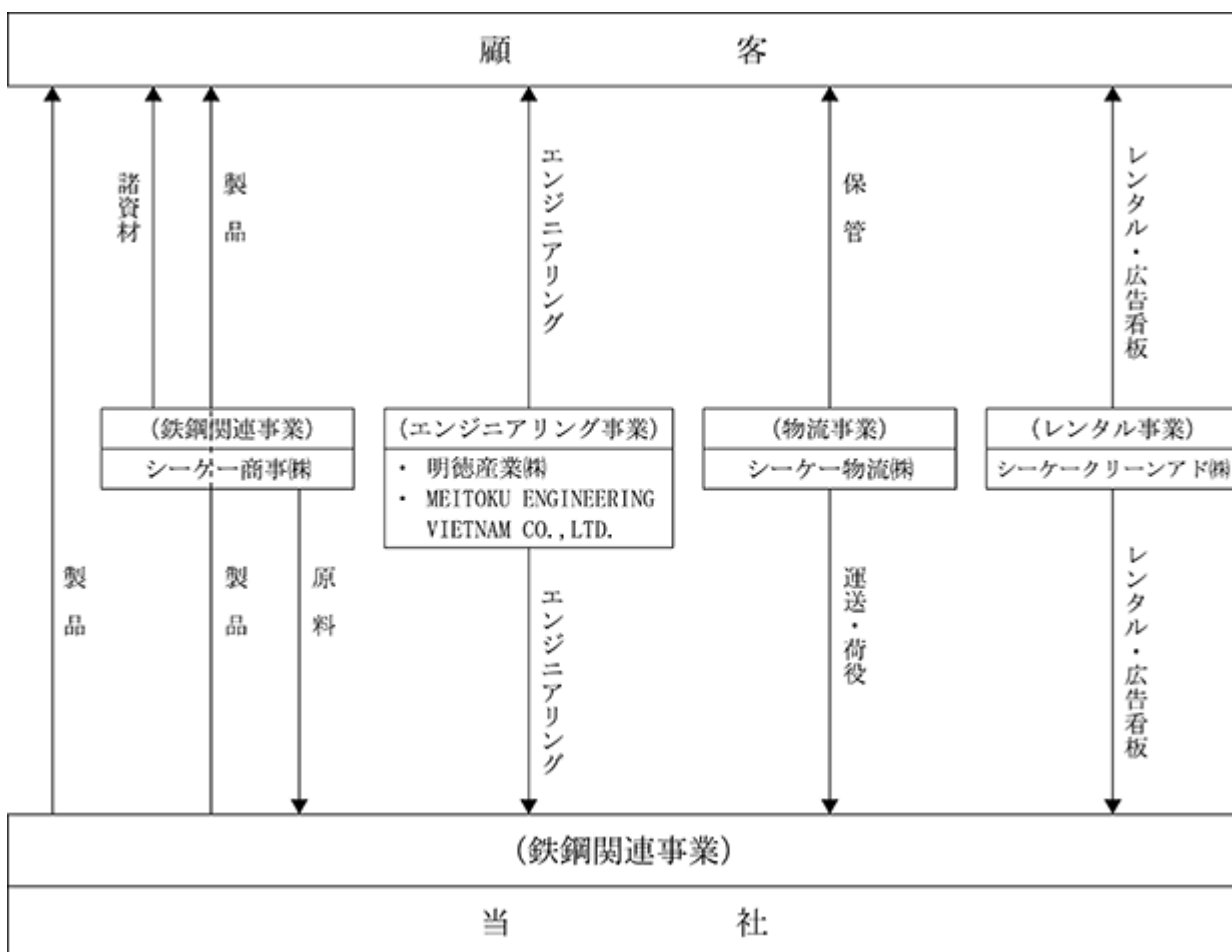 顧客
諸資材
製品
エンジニアリング
保管
レンタル・広告看板
(鉄鋼関連事業)
シーケー商事㈱
(エンジニアリング事業)
・ 明徳産業㈱
・ MEITOKU ENGINEERING
VIETNAM CO.,LTD.
(物流事業)
シーケー物流㈱
(レンタル事業)
シーケークリーンアド㈱
製品
製品
原料
エンジニアリング
運送・荷役
レンタル・広告看板
(鉄鋼関連事業)
当社